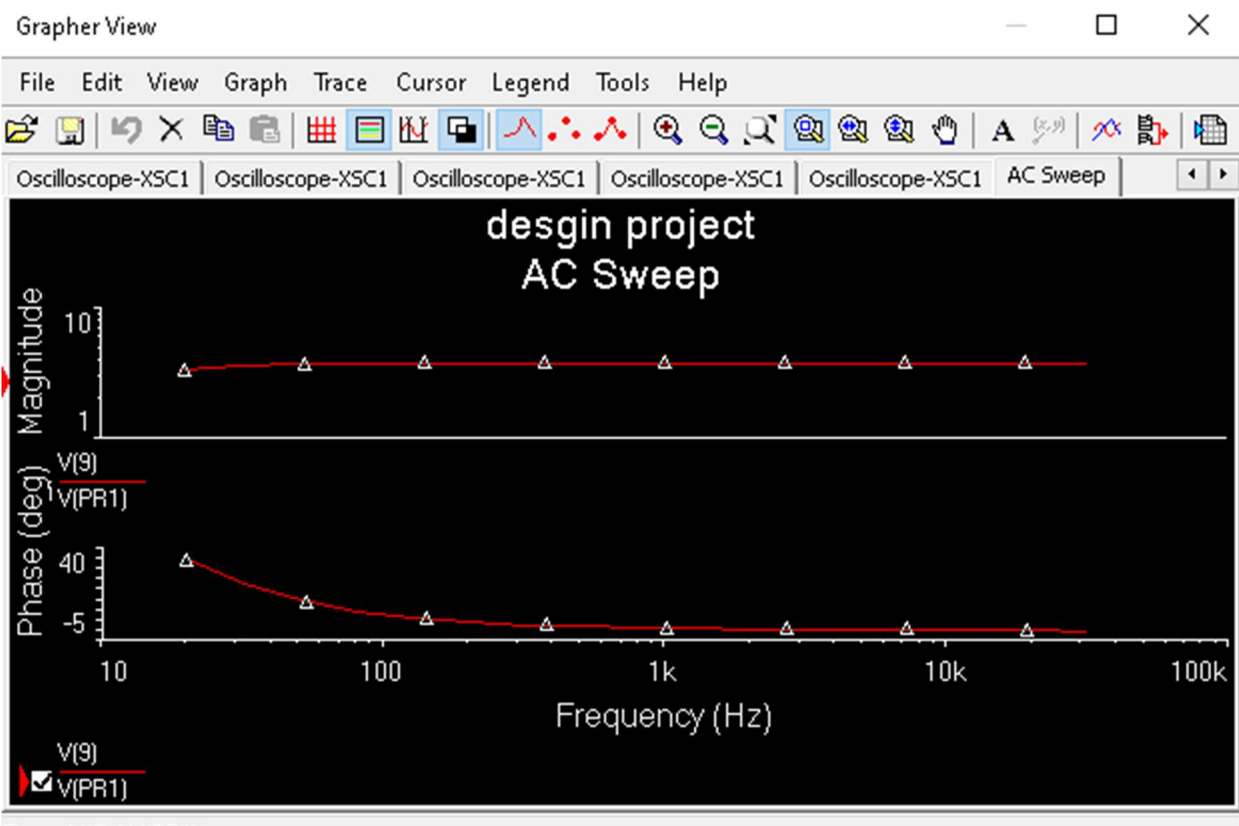 Grapher View
File Edit View Graph Trace Cursor Legend Tools Help
A (x,y)
Oscilloscope-XSC1 Oscilloscope-XSC1 Oscilloscope-XSC1 Oscilloscope-XSC1 Oscilloscope-XSC1 AC Sweep
desgin project
AC Sweep
Magnitude
10
1
V(9)
V(PR1)
Phase (deg)
40
-5
10 100 1k 10k 100k
Frequency (Hz)
V(9)
V(PR1)